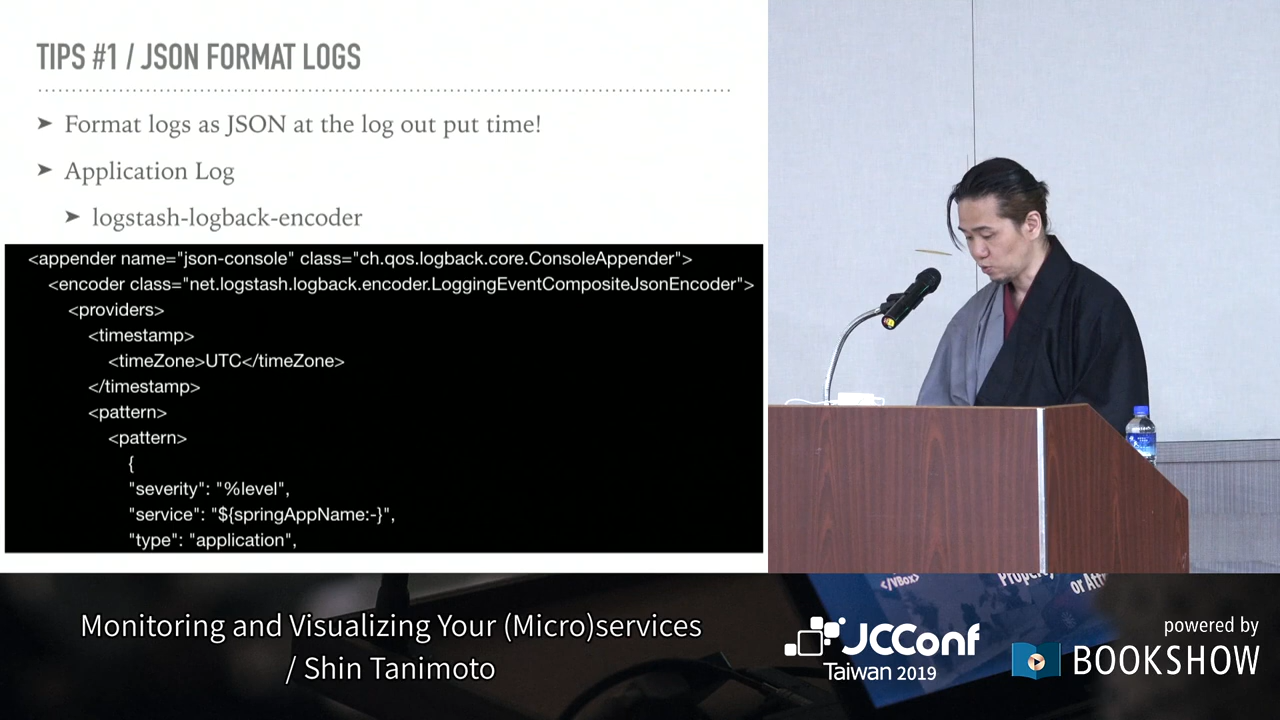 TIPS #1 / JSON FORMAT LOGS
➤ Format logs as JSON at the log out put time!
➤ Application Log
➤ logstash-logback-encoder
<appender name="json-console" class="ch.qos.logback.core.ConsoleAppender">
<encoder class="net.logstash.logback.encoder.LoggingEventCompositeJsonEncoder">
<providers>
<timestamp>
<timeZone>UTC</timeZone>
</timestamp>
<pattern>
<pattern>
{
"severity": "%level",
"service": "${springAppName:-}",
"type": "application",
</VBox>
or
Monitoring and Visualizing Your (Micro)services
/ Shin Tanimoto
JCConf
Taiwan 2019
powered by
BOOKSHOW